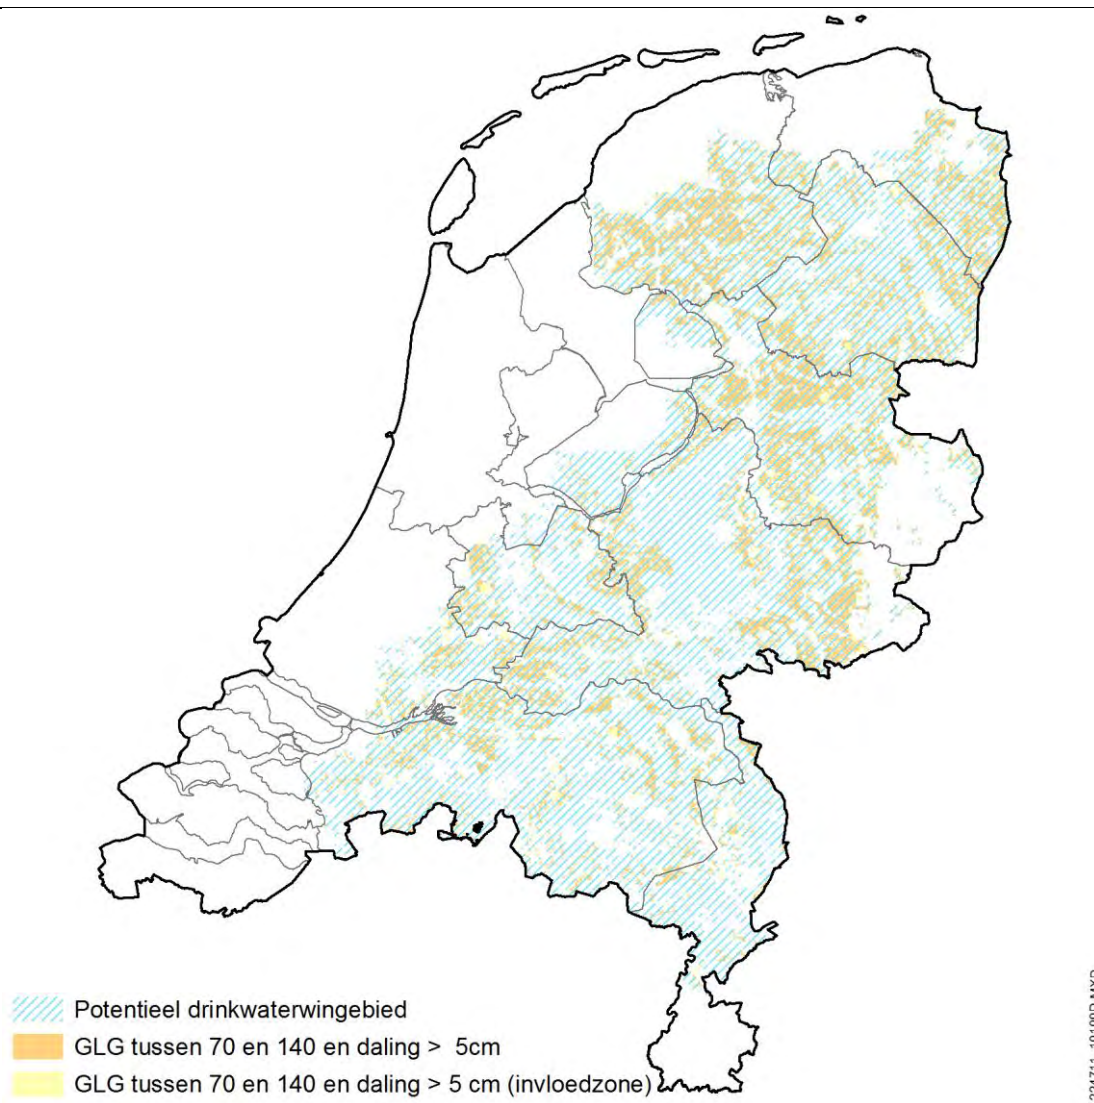 Potentieel drinkwaterwingebied
GLG tussen 70 en 140 en daling > 5cm
GLG tussen 70 en 140 en daling > 5 cm (invloedzone)